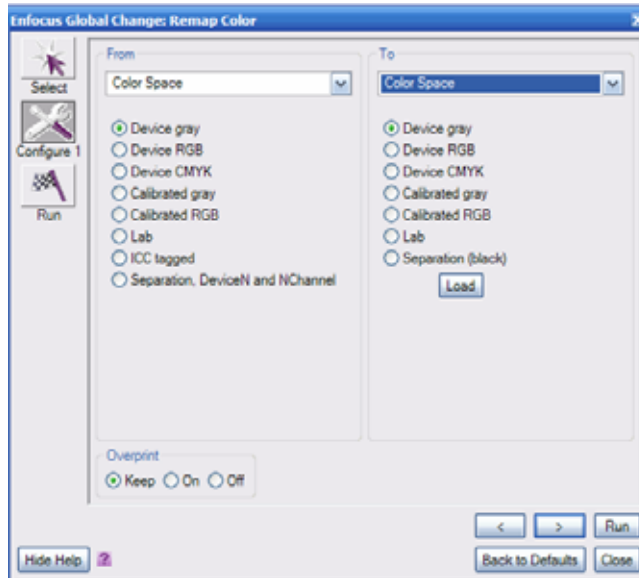 Enfocus Global Change: Remap Color
Select
Configure 1
Run
From
Color Space
Device gray
Device RGB
Device CMYK
Calibrated gray
Calibrated RGB
Lab
ICC tagged
Separation, DeviceN and NChannel
To
Color Space
Device gray
Device RGB
Device CMYK
Calibrated gray
Calibrated RGB
Lab
Separation (black)
Load
Overprint
Keep On Off
< > Run
Hide Help ? Back to Defaults Close